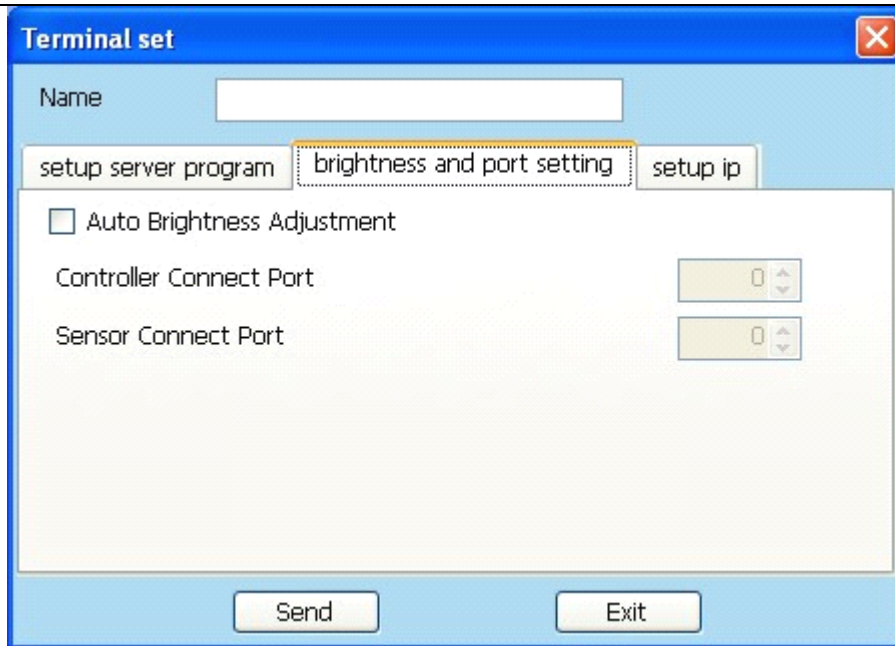 Terminal set
Name
setup server program brightness and port setting setup ip
Auto Brightness Adjustment
Controller Connect Port 0
Sensor Connect Port 0
Send Exit